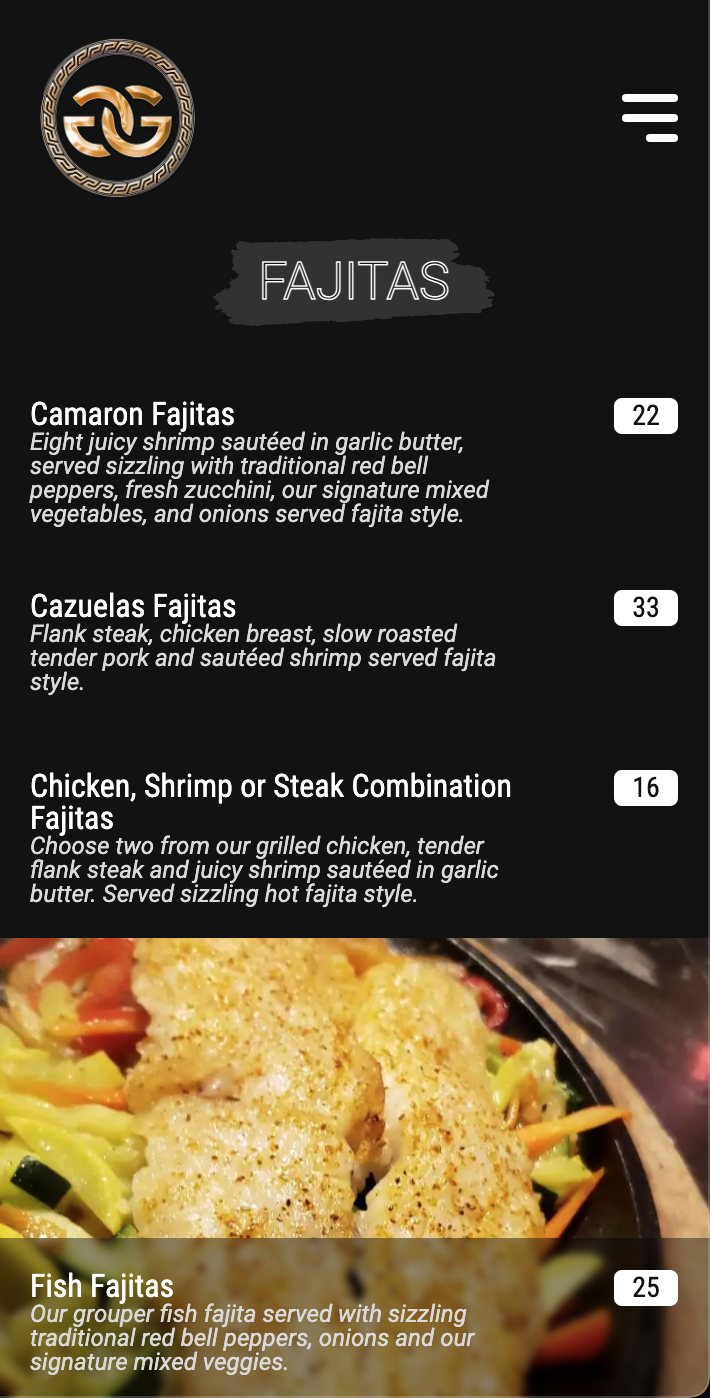 FAJITAS
Camaron Fajitas
22
Eight juicy shrimp sautéed in garlic butter,
served sizzling with traditional red bell
peppers, fresh zucchini, our signature mixed
vegetables, and onions served fajita style.
Cazuelas Fajitas
33
Flank steak, chicken breast, slow roasted
tender pork and sautéed shrimp served fajita
style.
Chicken, Shrimp or Steak Combination
16
Fajitas
Choose two from our grilled chicken, tender
flank steak and juicy shrimp sautéed in garlic
butter. Served sizzling hot fajita style.
Fish Fajitas
25
Our grouper fish fajita served with sizzling
traditional red bell peppers, onions and our
signature mixed veggies.